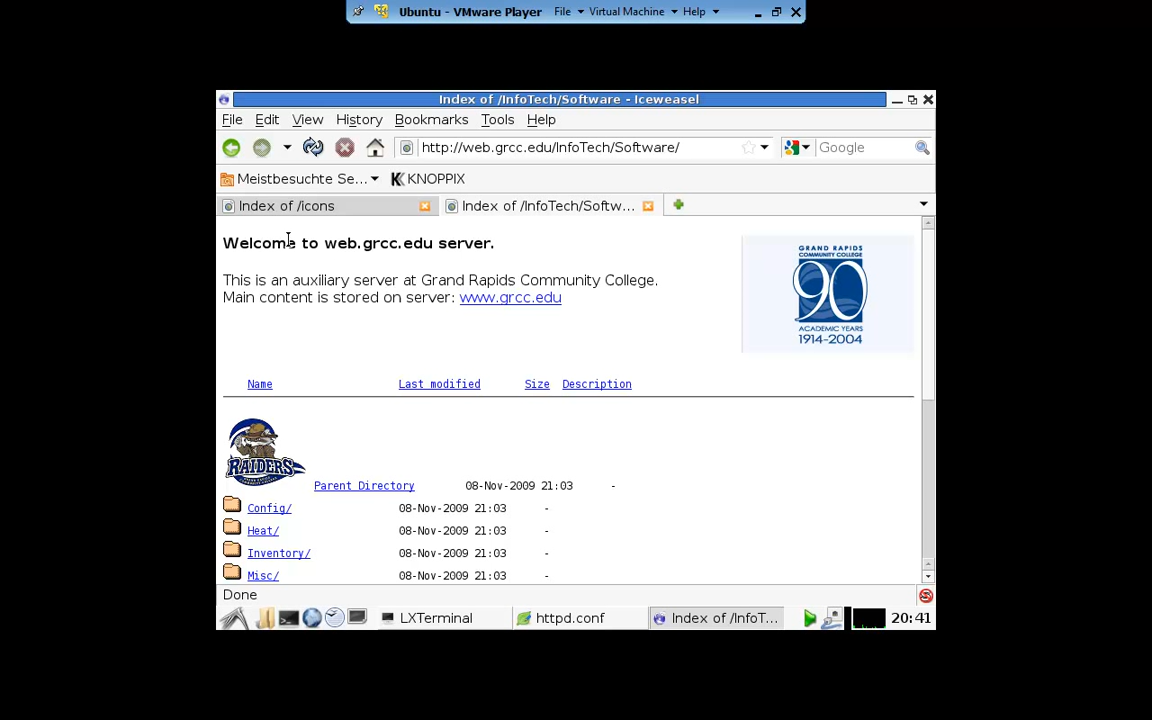 Ubuntu - VMware Player File Virtual Machine Help
Index of /InfoTech/Software - Iceweasel
File Edit View History Bookmarks Tools Help
http://web.grcc.edu/InfoTech/Software/ Google
Meistbesuchte Se... KNOPPIX
Index of /icons Index of /InfoTech/Softw...
Welcome to web.grcc.edu server.
This is an auxiliary server at Grand Rapids Community College.
Main content is stored on server: www.grcc.edu
GRAND RAPIDS
COMMUNITY COLLEGE
90
ACADEMIC YEARS
1914-2004
Name Last modified Size Description
RAIDERS
Parent Directory 08-Nov-2009 21:03 -
Config/ 08-Nov-2009 21:03 -
Heat/ 08-Nov-2009 21:03 -
Inventory/ 08-Nov-2009 21:03 -
Misc/ 08-Nov-2009 21:03 -
Done
LXTerminal httpd.conf Index of /InfoT... 20:41